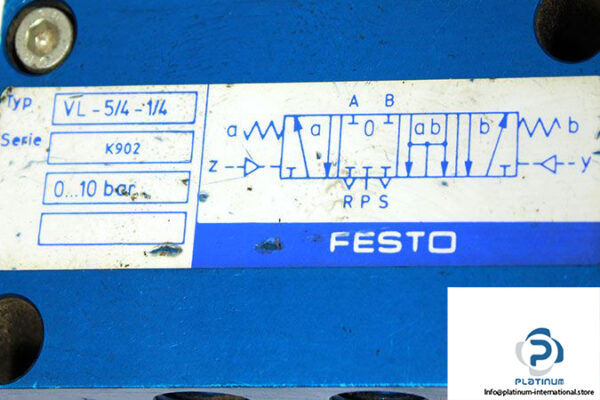 Typ VL-5/4-1/4
Serie K902
0...10 bar
A B
a a 0 ab b b
z y
R P S
FESTO
PLATINUM
Info@platinum-international.store